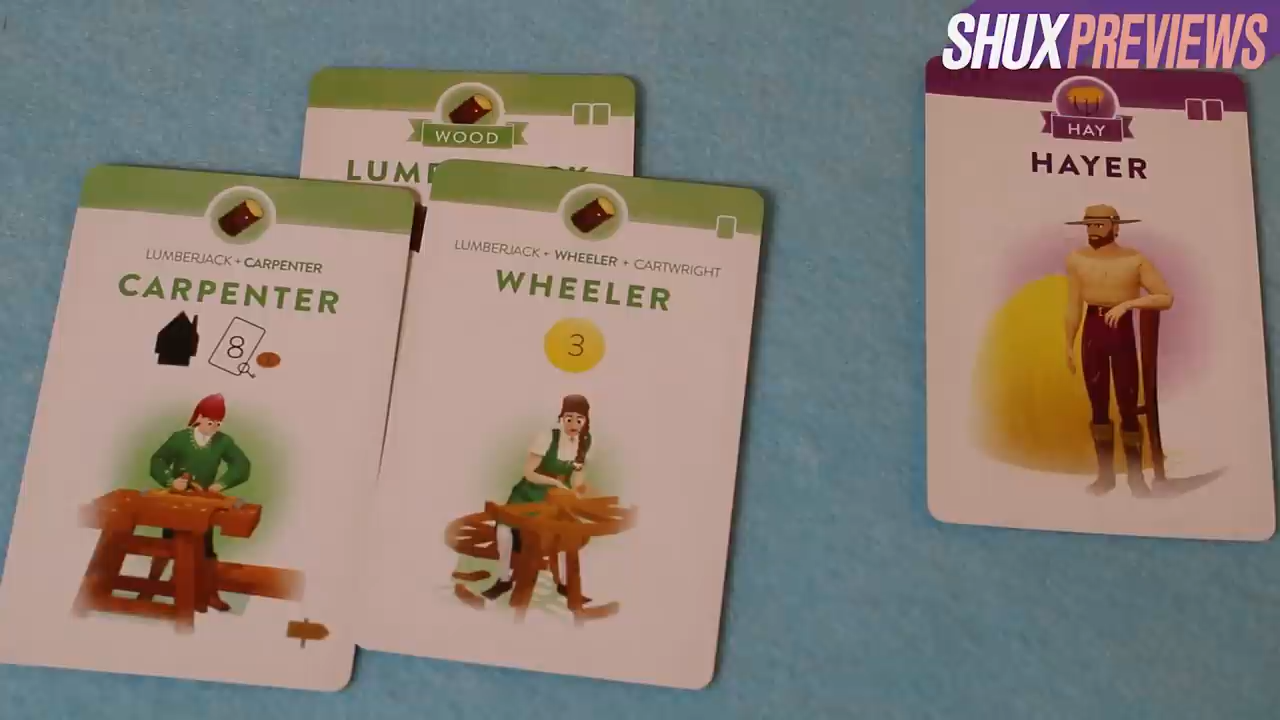 SHUX PREVIEWS
WOOD
HAY
HAYER
LUMBERJACK + CARPENTER
CARPENTER
8
LUMBERJACK + WHEELER + CARTWRIGHT
WHEELER
3